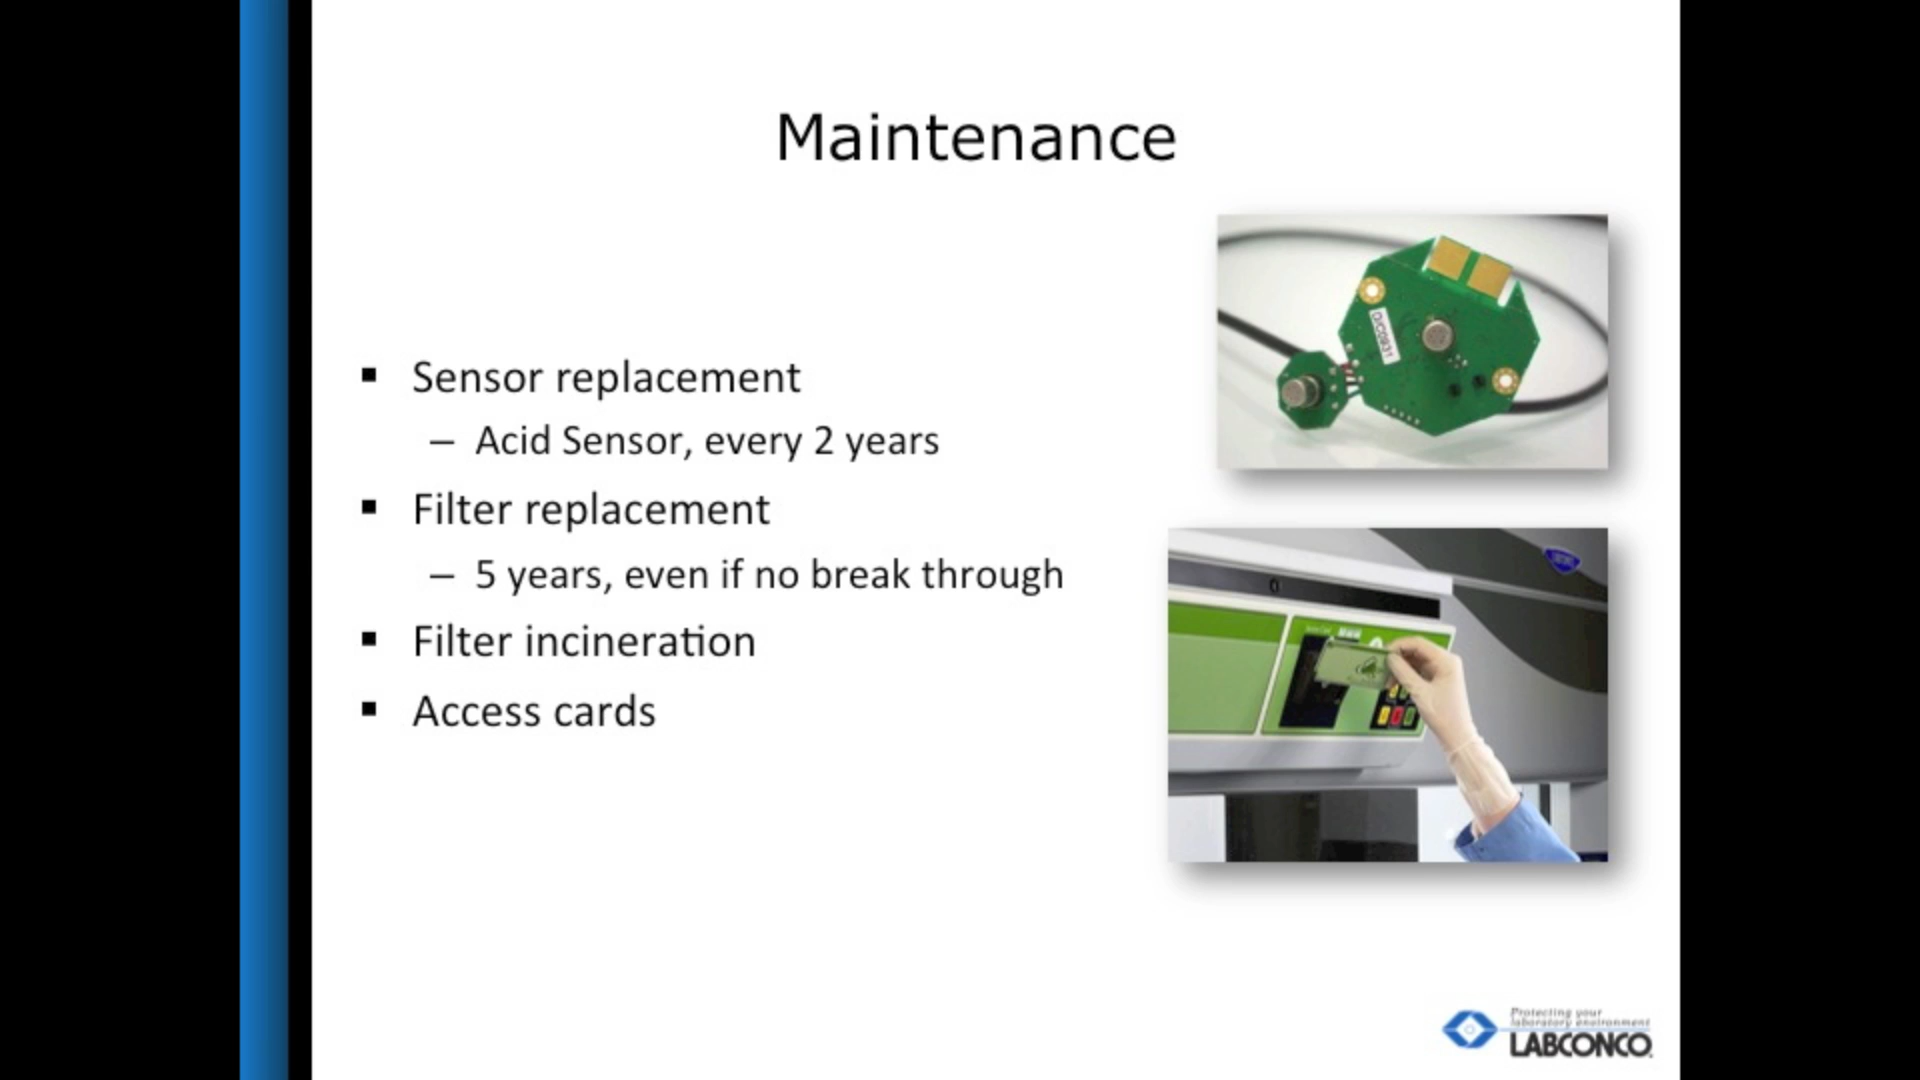 Maintenance
▪ Sensor replacement
– Acid Sensor, every 2 years
▪ Filter replacement
– 5 years, even if no break through
▪ Filter incineration
▪ Access cards
Protecting your
laboratory environment
LABCONCO